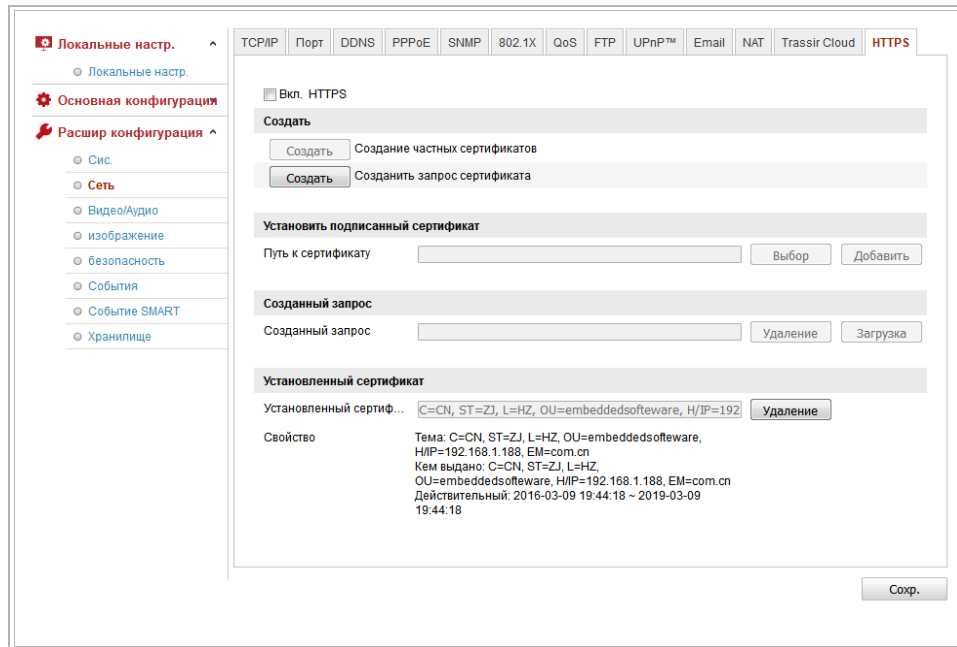 Локальные настр.
Локальные настр.
Основная конфигурация
Расшир конфигурация
Сис.
Сеть
Видео/Аудио
изображение
безопасность
События
Событие SMART
Хранилище
TCP/IP Порт DDNS PPPoE SNMP 802.1X QoS FTP UPnP™ Email NAT Trassir Cloud HTTPS
Вкл. HTTPS
Создать
Создать Создание частных сертификатов
Создать Созданить запрос сертификата
Установить подписанный сертификат
Путь к сертификату Выбор Добавить
Созданный запрос
Созданный запрос Удаление Загрузка
Установленный сертификат
Установленный сертиф... C=CN, ST=ZJ, L=HZ, OU=embeddedsofteware, H/IP=192 Удаление
Свойство Тема: C=CN, ST=ZJ, L=HZ, OU=embeddedsofteware,
H/IP=192.168.1.188, EM=com.cn
Кем выдано: C=CN, ST=ZJ, L=HZ,
OU=embeddedsofteware, H/IP=192.168.1.188, EM=com.cn
Действительный: 2016-03-09 19:44:18 ~ 2019-03-09
19:44:18
Сохр.